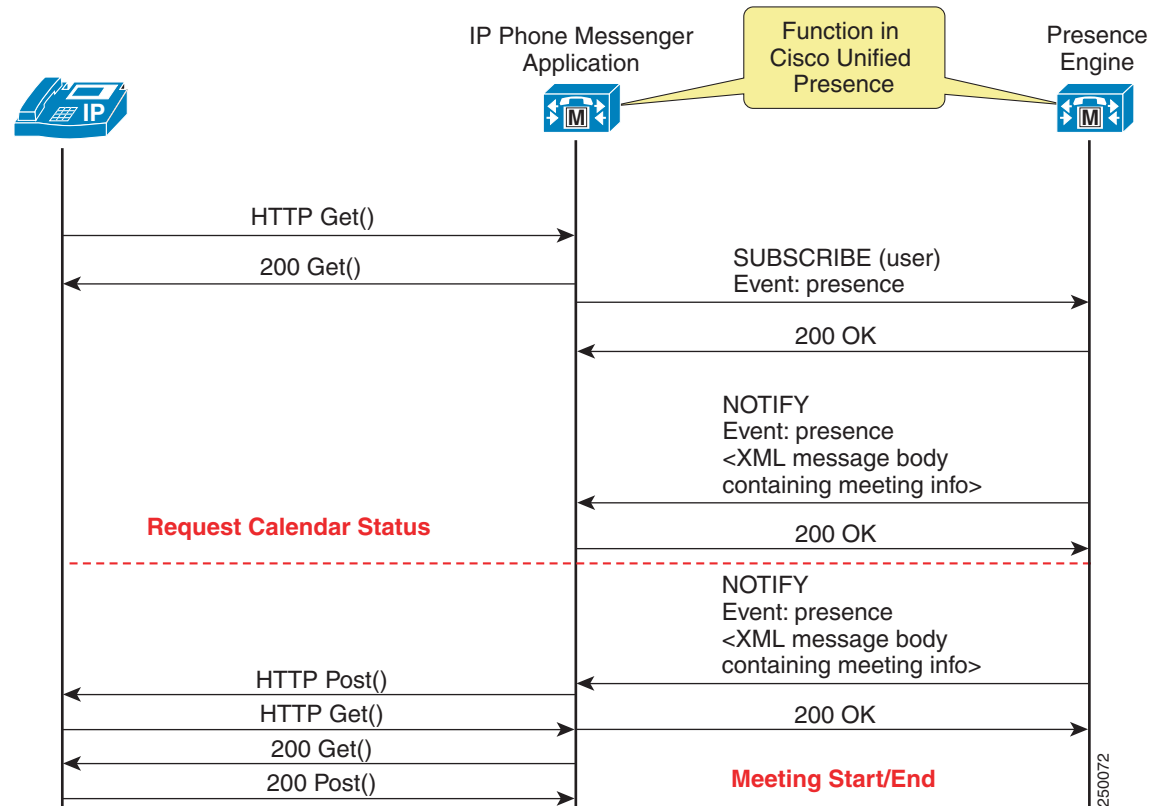 IP Phone Messenger
Application
Function in
Cisco Unified
Presence
Presence
Engine
IP
M
M
HTTP Get()
200 Get()
SUBSCRIBE (user)
Event: presence
200 OK
NOTIFY
Event: presence
<XML message body
containing meeting info>
Request Calendar Status
200 OK
NOTIFY
Event: presence
<XML message body
containing meeting info>
HTTP Post()
HTTP Get()
200 OK
200 Get()
200 Post()
Meeting Start/End
250072